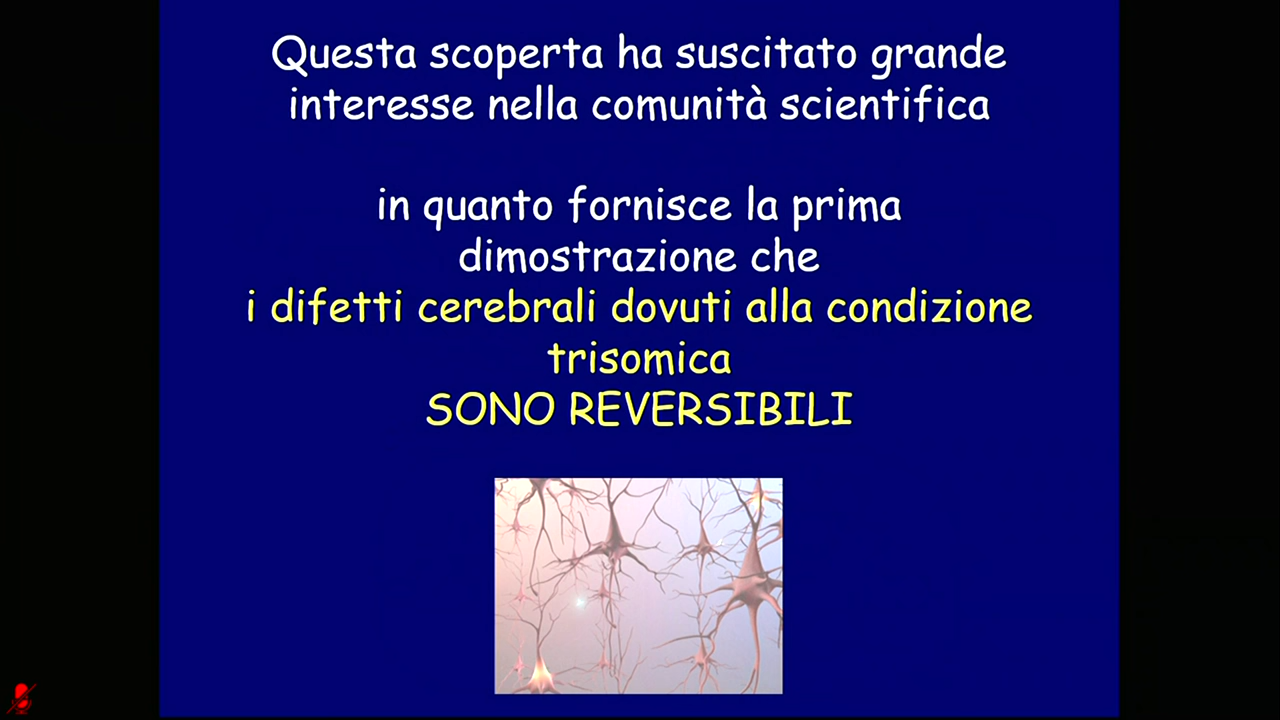 Questa scoperta ha suscitato grande
interesse nella comunità scientifica
in quanto fornisce la prima
dimostrazione che
i difetti cerebrali dovuti alla condizione
trisomica
SONO REVERSIBILI